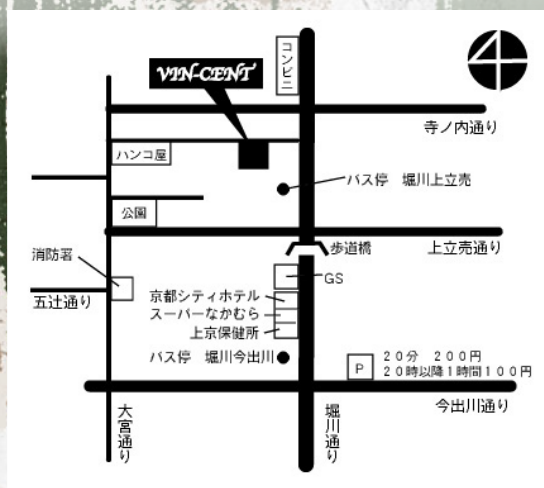 コンビニ
VIN-CENT
寺ノ内通り
ハンコ屋
バス停 堀川上立売
公園
歩道橋
上立売通り
消防署
GS
五辻通り
京都シティホテル
スーパーなかむら
上京保健所
バス停 堀川今出川
P
20分 200円
20時以降1時間100円
今出川通り
大宮通り
堀川通り